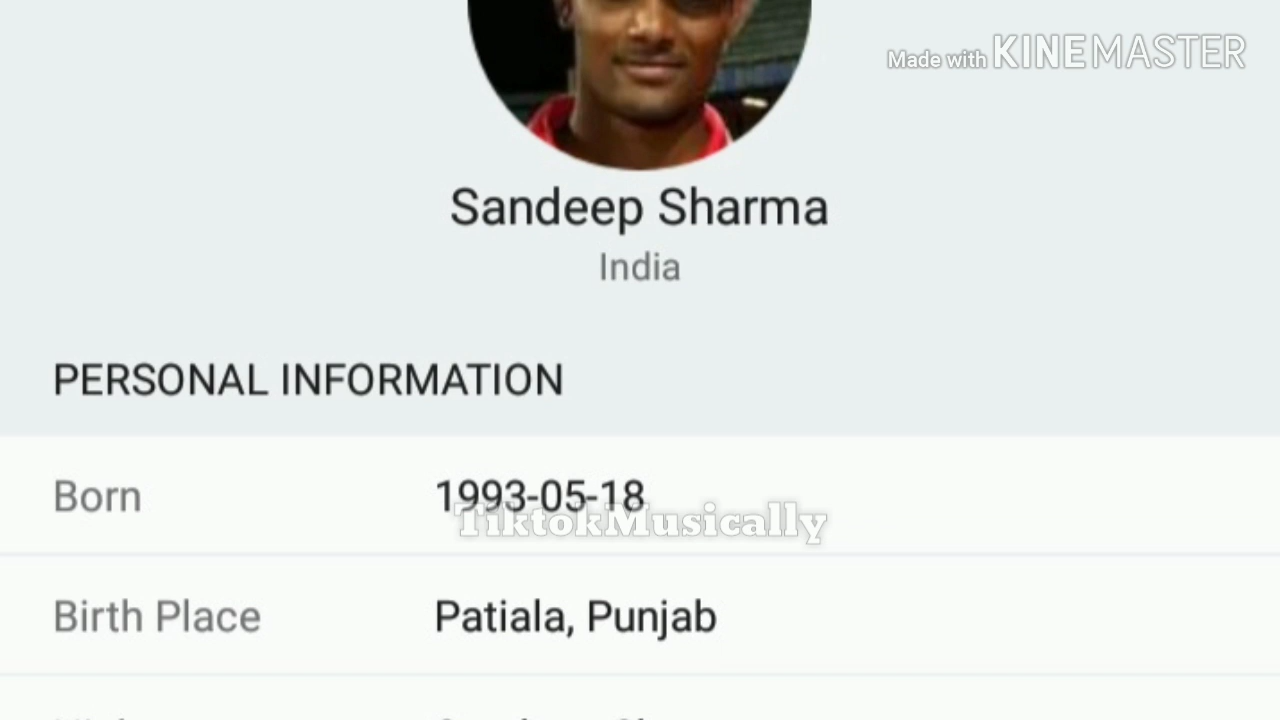 Made with KINEMASTER
Sandeep Sharma
India
PERSONAL INFORMATION
Born 1993-05-18
TiktokMusically
Birth Place Patiala, Punjab